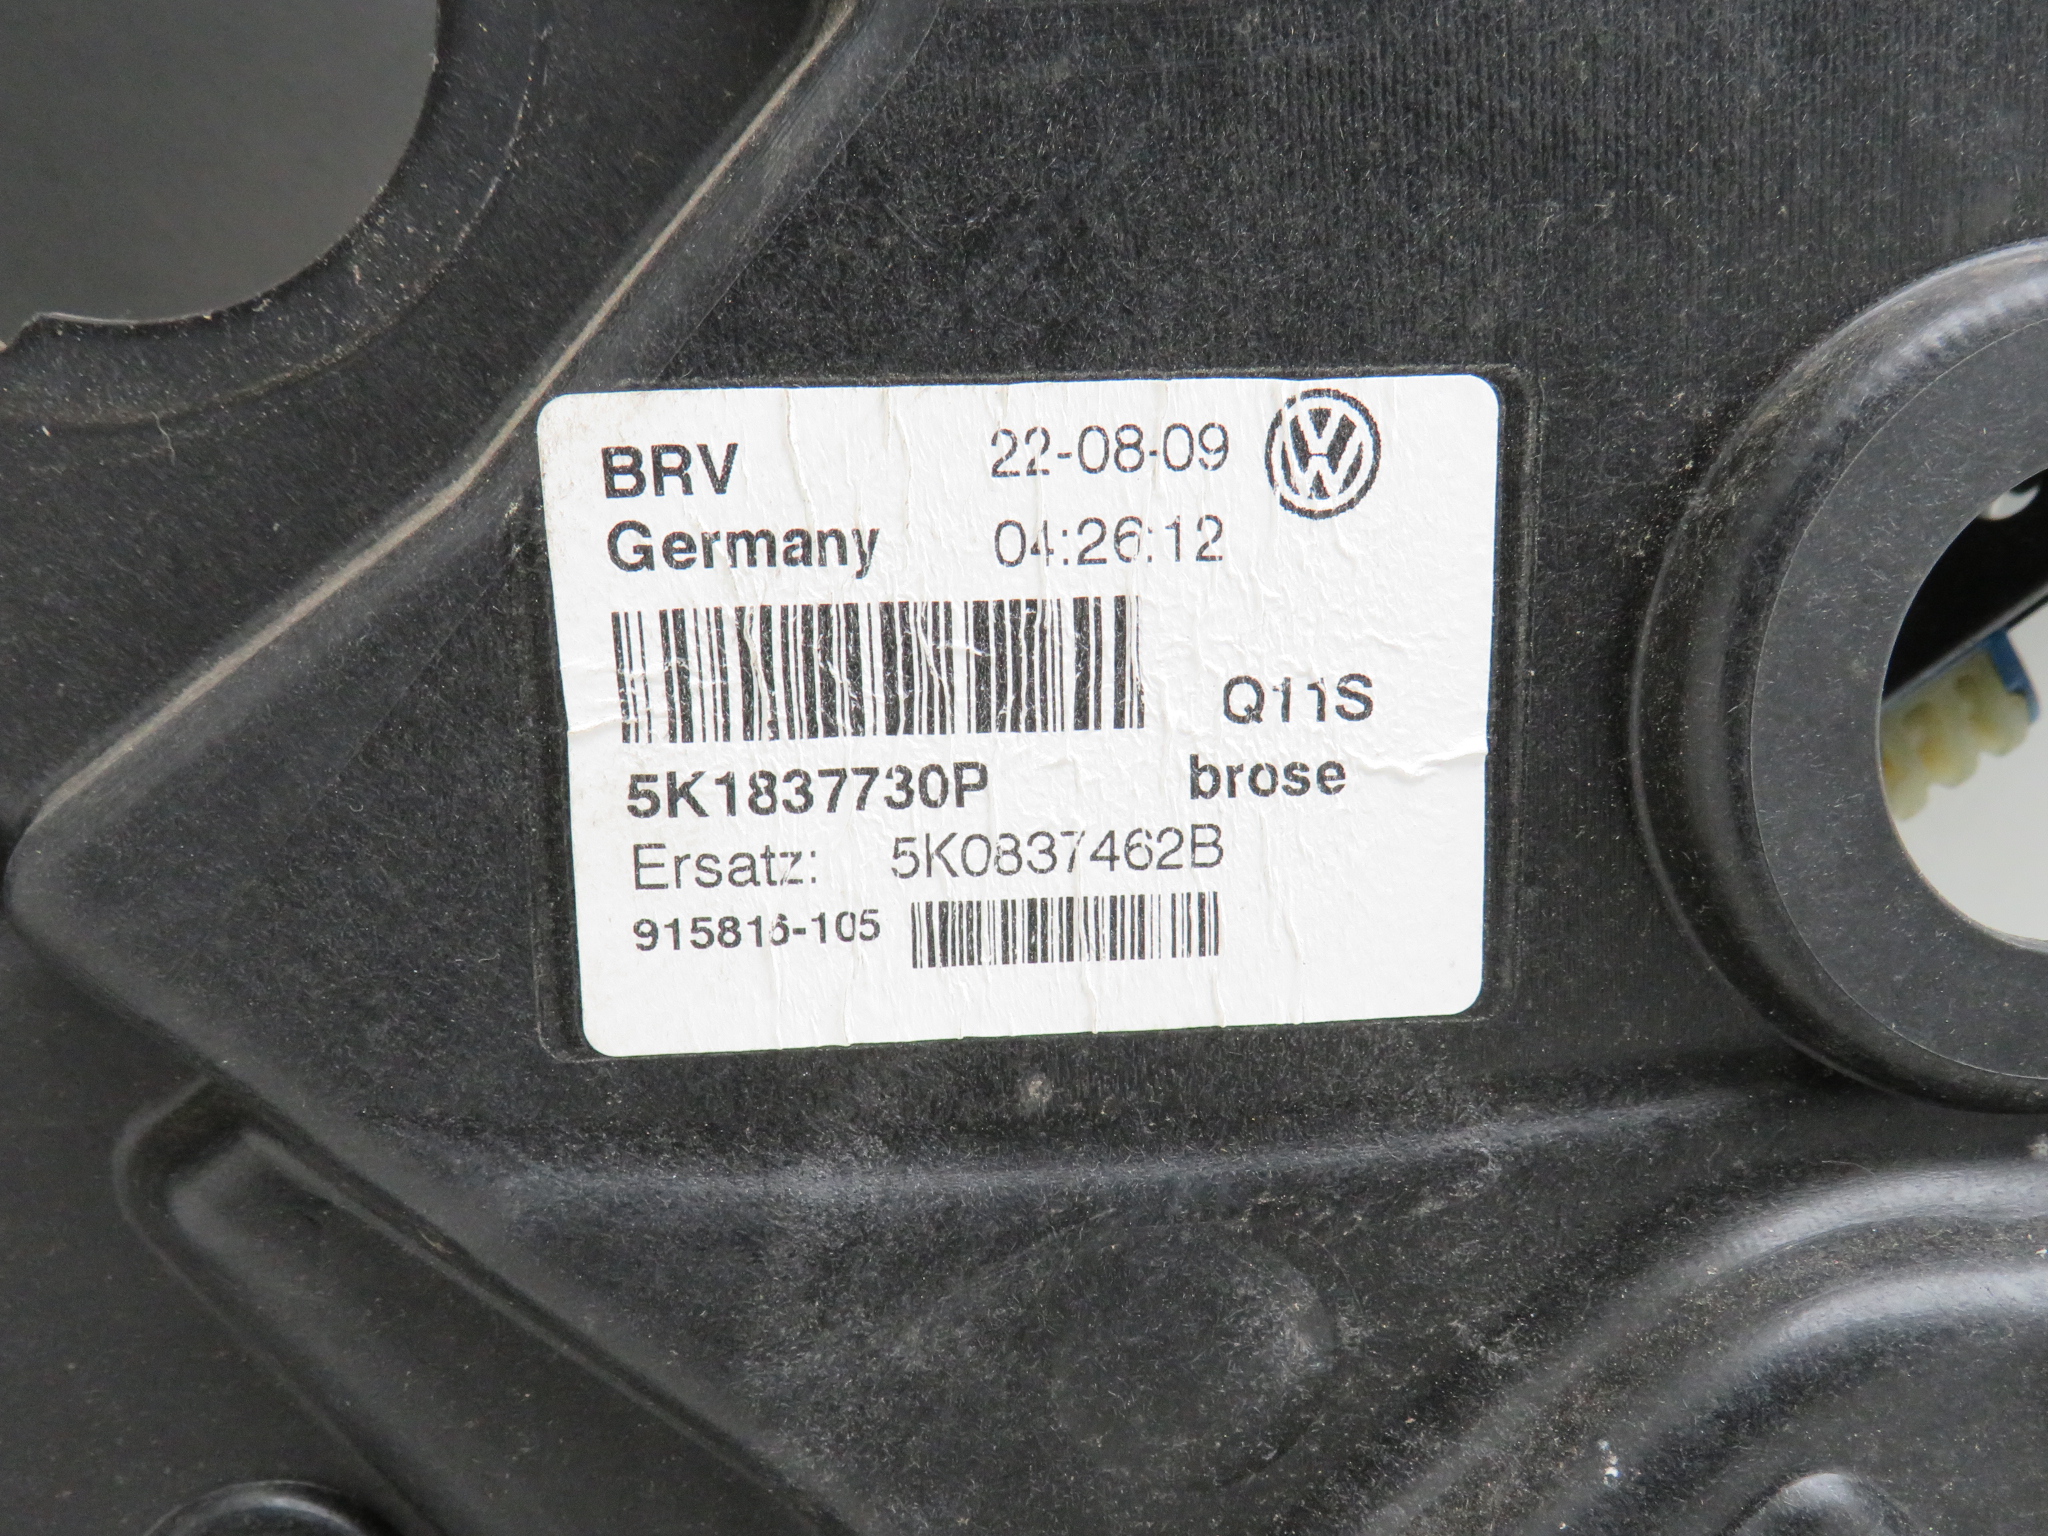 BRV 22-08-09
Germany 04:26:12
Q11S
5K1837730P brose
Ersatz: 5K0837462B
915816-105